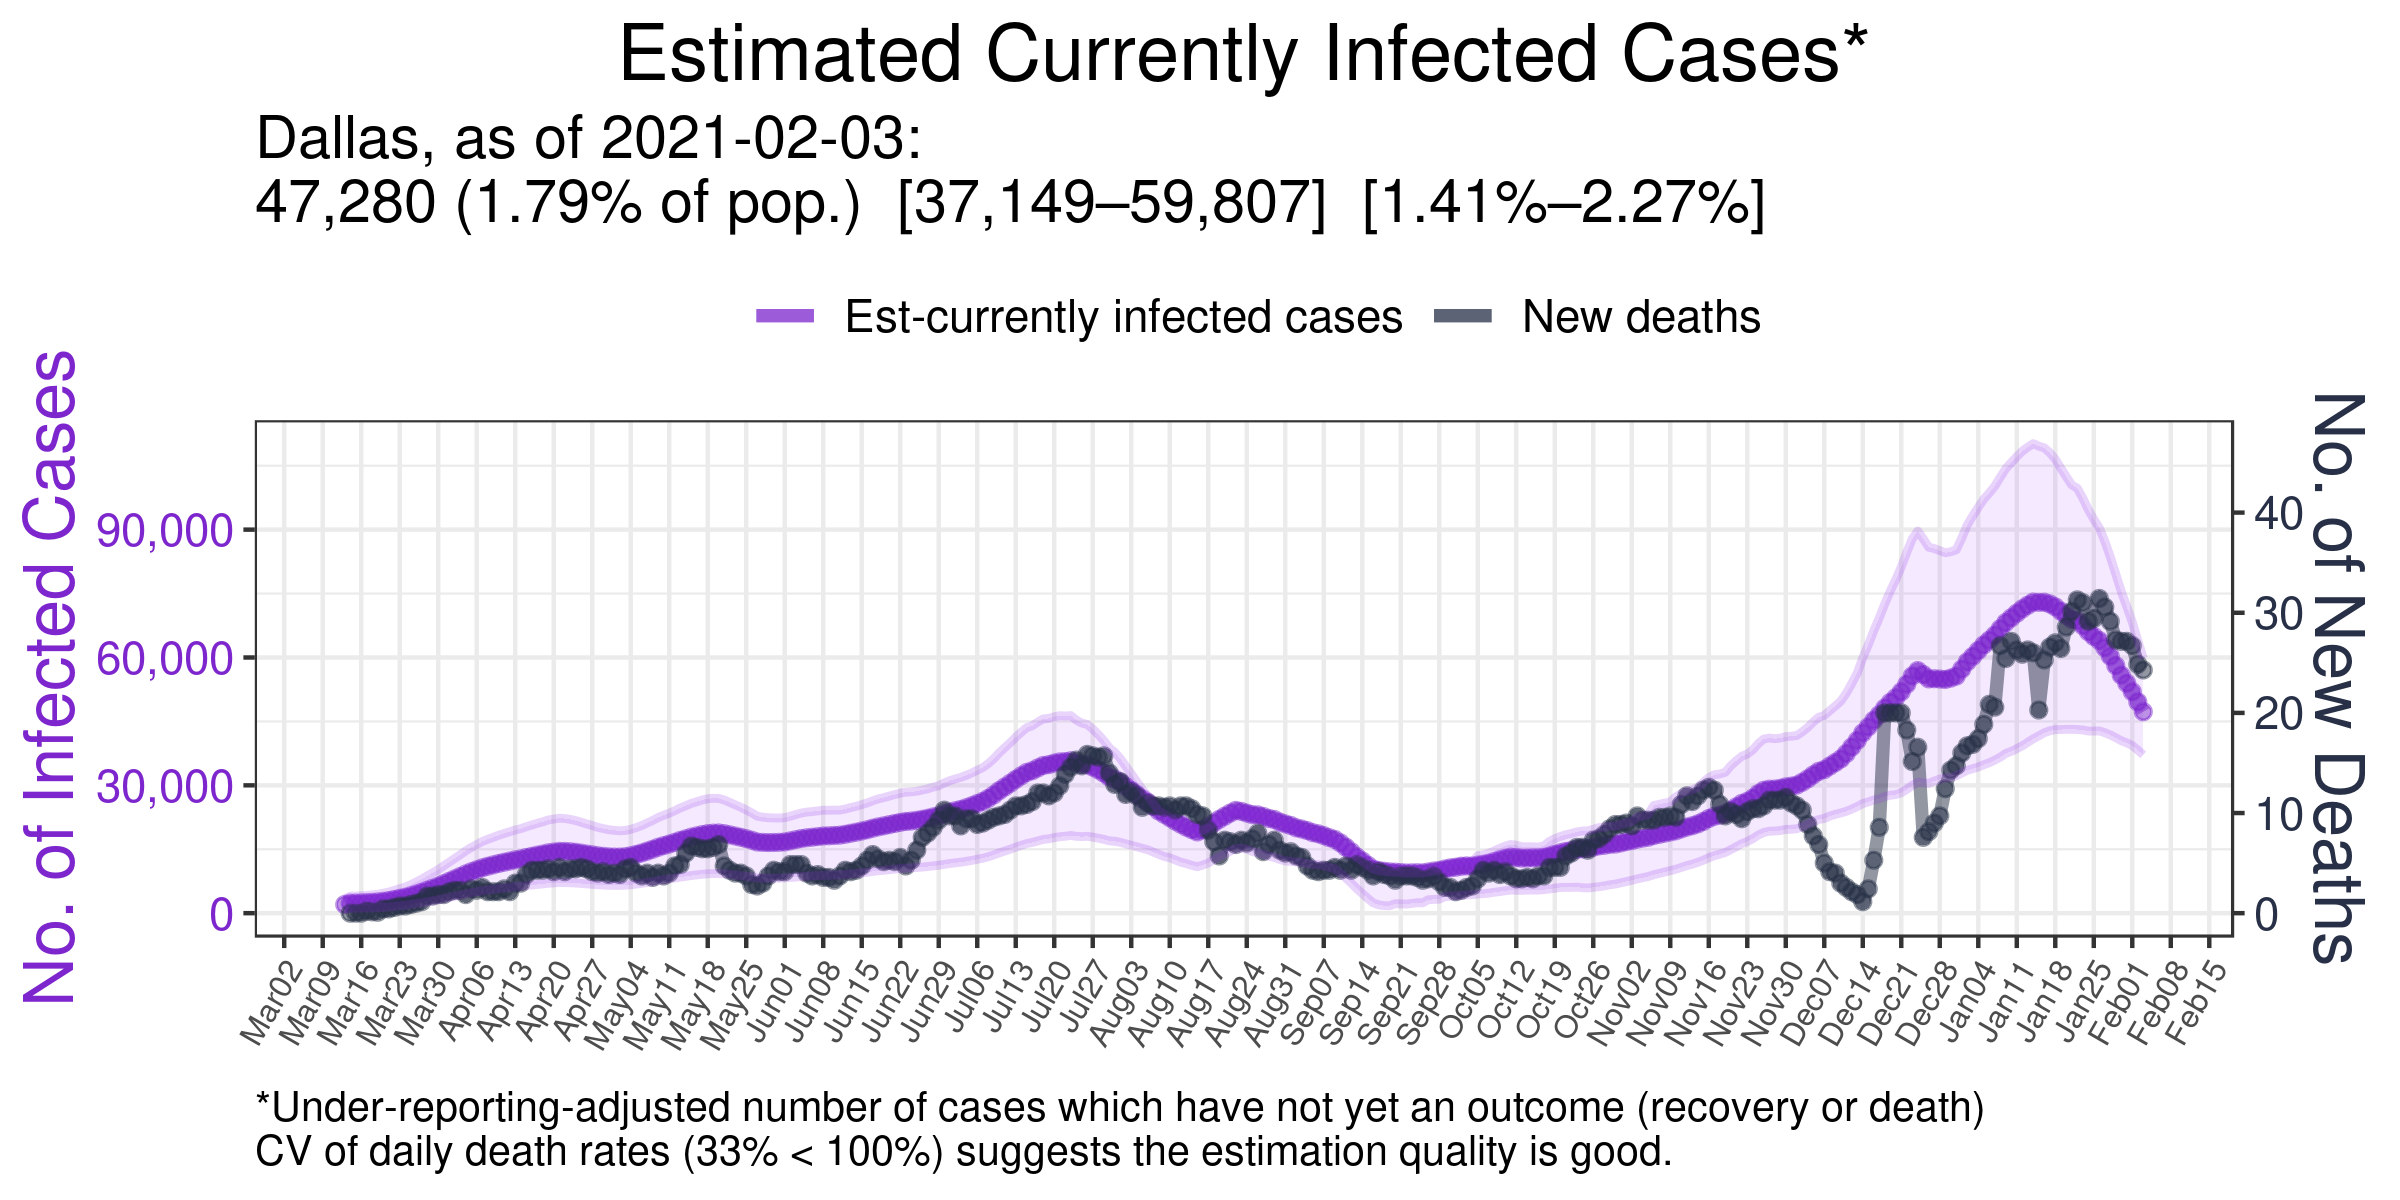 Estimated Currently Infected Cases*
Dallas, as of 2021-02-03:
47,280 (1.79% of pop.) [37,149–59,807] [1.41%–2.27%]
Est-currently infected cases
New deaths
No. of Infected Cases
90,000
60,000
30,000
0
40
30
20
10
0
No. of New Deaths
Mar02
Mar09
Mar16
Mar23
Mar30
Apr06
Apr13
Apr20
Apr27
May04
May11
May18
May25
Jun01
Jun08
Jun15
Jun22
Jun29
Jul06
Jul13
Jul20
Jul27
Aug03
Aug10
Aug17
Aug24
Aug31
Sep07
Sep14
Sep21
Sep28
Oct05
Oct12
Oct19
Oct26
Nov02
Nov09
Nov16
Nov23
Nov30
Dec07
Dec14
Dec21
Dec28
Jan04
Jan11
Jan18
Jan25
Feb01
Feb08
Feb15
*Under-reporting-adjusted number of cases which have not yet an outcome (recovery or death)
CV of daily death rates (33% < 100%) suggests the estimation quality is good.